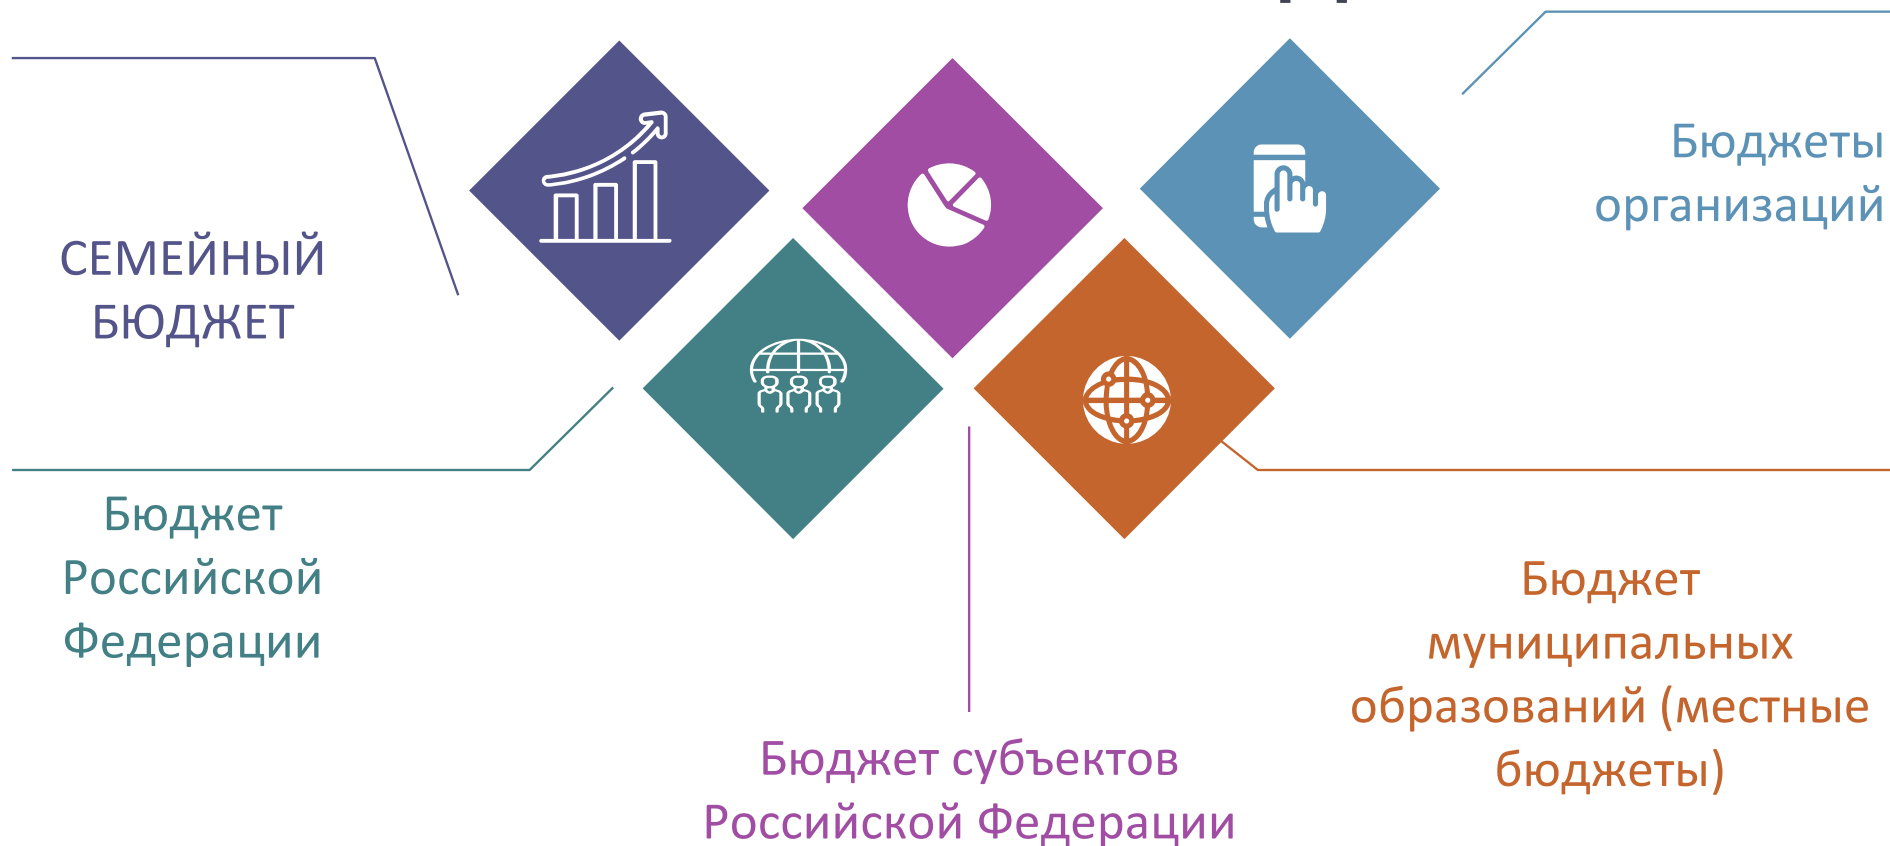 СЕМЕЙНЫЙ
БЮДЖЕТ
Бюджеты
организаций
Бюджет
Российской
Федерации
Бюджет субъектов
Российской Федерации
Бюджет
муниципальных
образований (местные
бюджеты)